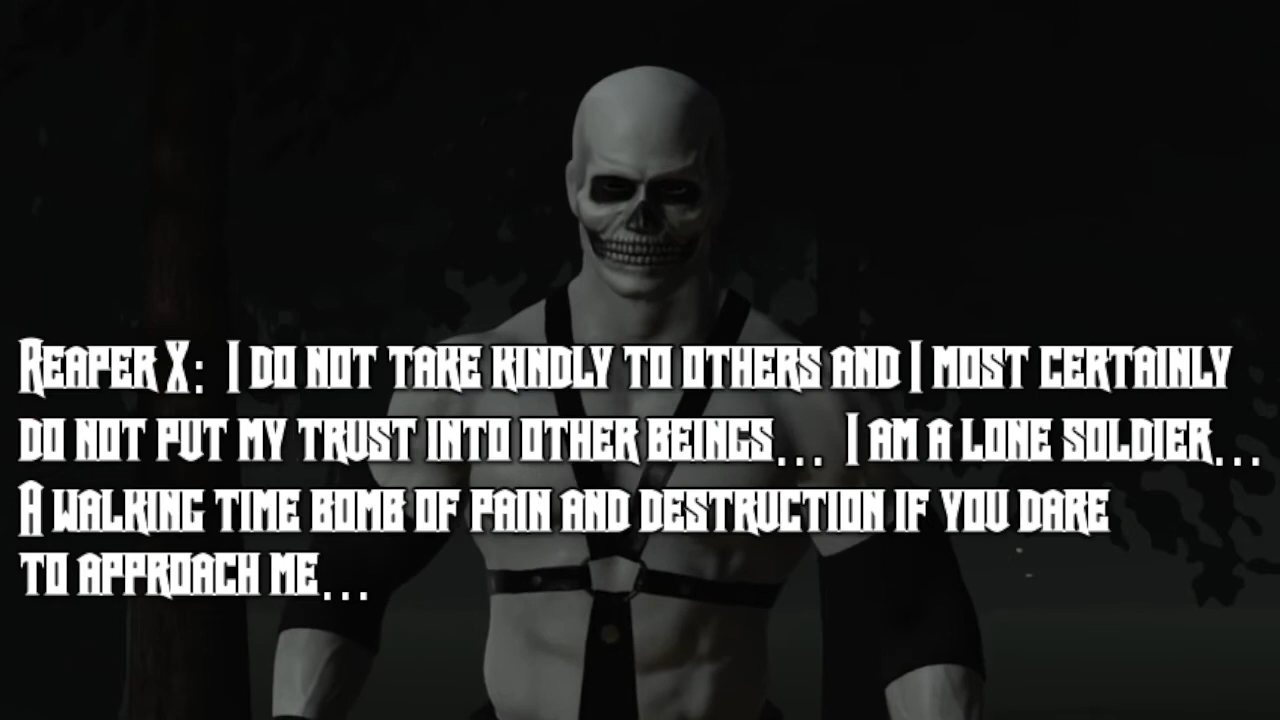 Reaper X: I do not take kindly to others and I most certainly
do not put my trust into other beings... I am a lone soldier...
A walking time bomb of pain and destruction if you dare
to approach me...